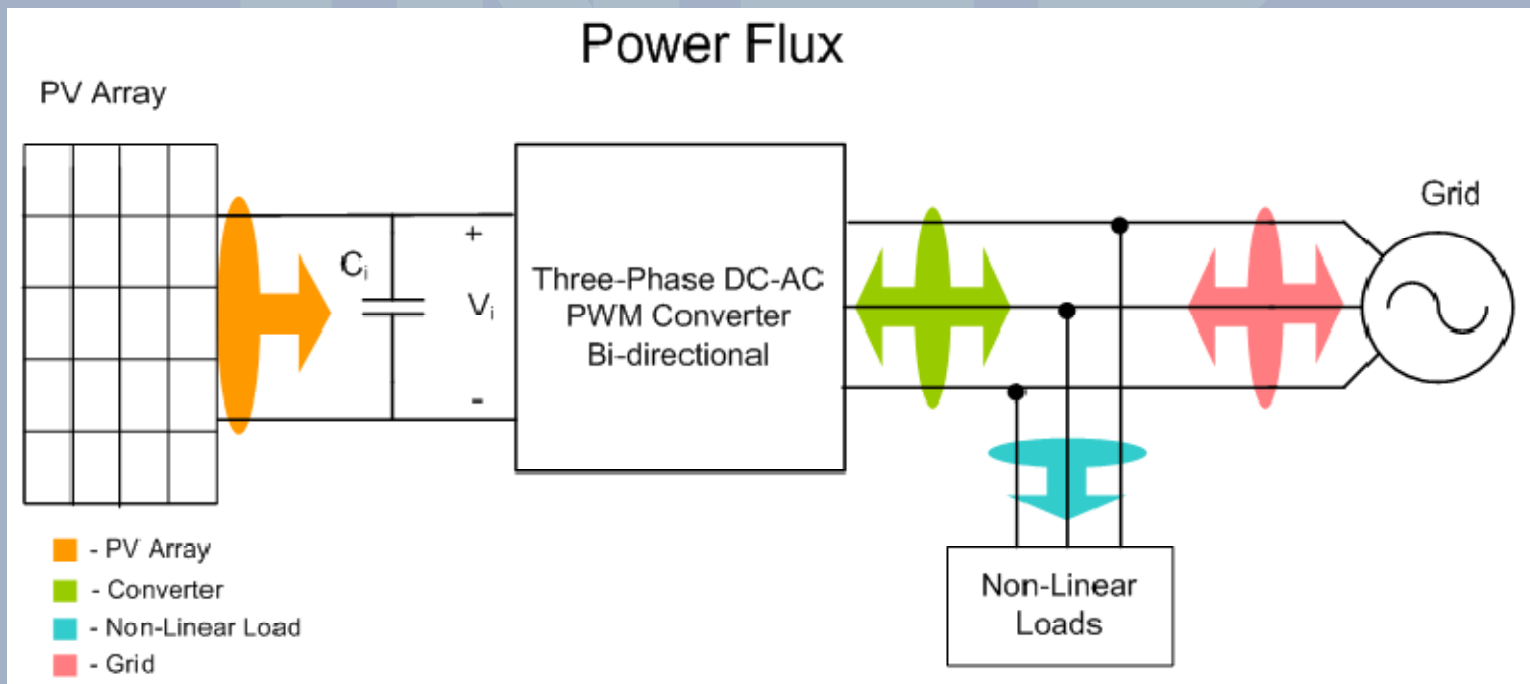 Power Flux
PV Array
Grid
+
Cᵢ
Vᵢ
-
Three-Phase DC-AC
PWM Converter
Bi-directional
- PV Array
- Converter
- Non-Linear Load
- Grid
Non-Linear
Loads